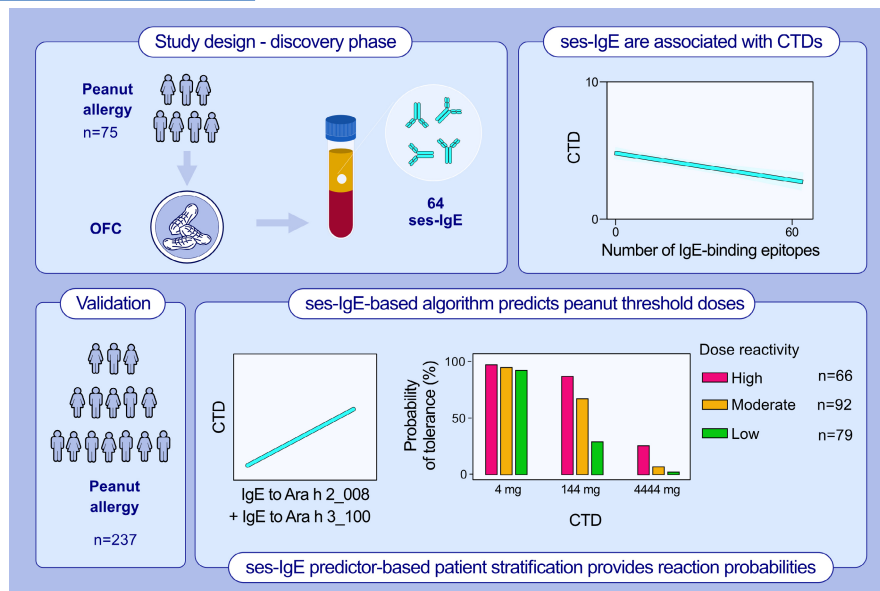 Study design - discovery phase
Peanut
allergy
n=75
OFC
64
ses-IgE
ses-IgE are associated with CTDs
10
CTD
0
0
60
Number of IgE-binding epitopes
Validation
Peanut
allergy
n=237
ses-IgE-based algorithm predicts peanut threshold doses
CTD
IgE to Ara h 2_008
+ IgE to Ara h 3_100
Probability
of tolerance (%)
100
50
0
4 mg
144 mg
4444 mg
CTD
Dose reactivity
High n=66
Moderate n=92
Low n=79
ses-IgE predictor-based patient stratification provides reaction probabilities